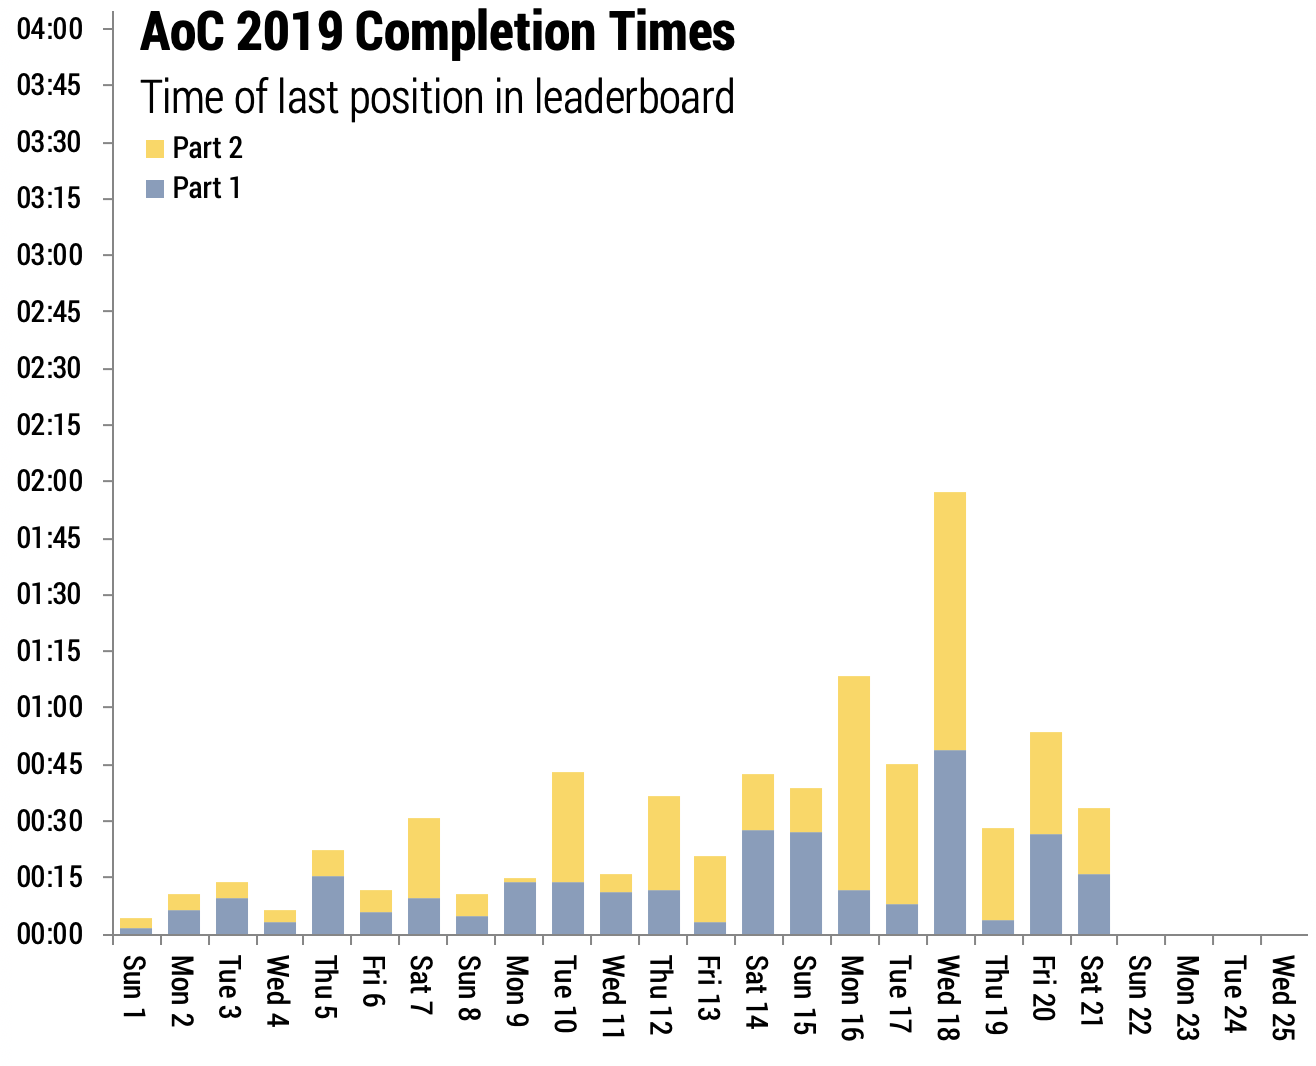 AoC 2019 Completion Times
Time of last position in leaderboard
Part 2
Part 1
04:00
03:45
03:30
03:15
03:00
02:45
02:30
02:15
02:00
01:45
01:30
01:15
01:00
00:45
00:30
00:15
00:00
Sun 1
Mon 2
Tue 3
Wed 4
Thu 5
Fri 6
Sat 7
Sun 8
Mon 9
Tue 10
Wed 11
Thu 12
Fri 13
Sat 14
Sun 15
Mon 16
Tue 17
Wed 18
Thu 19
Fri 20
Sat 21
Sun 22
Mon 23
Tue 24
Wed 25